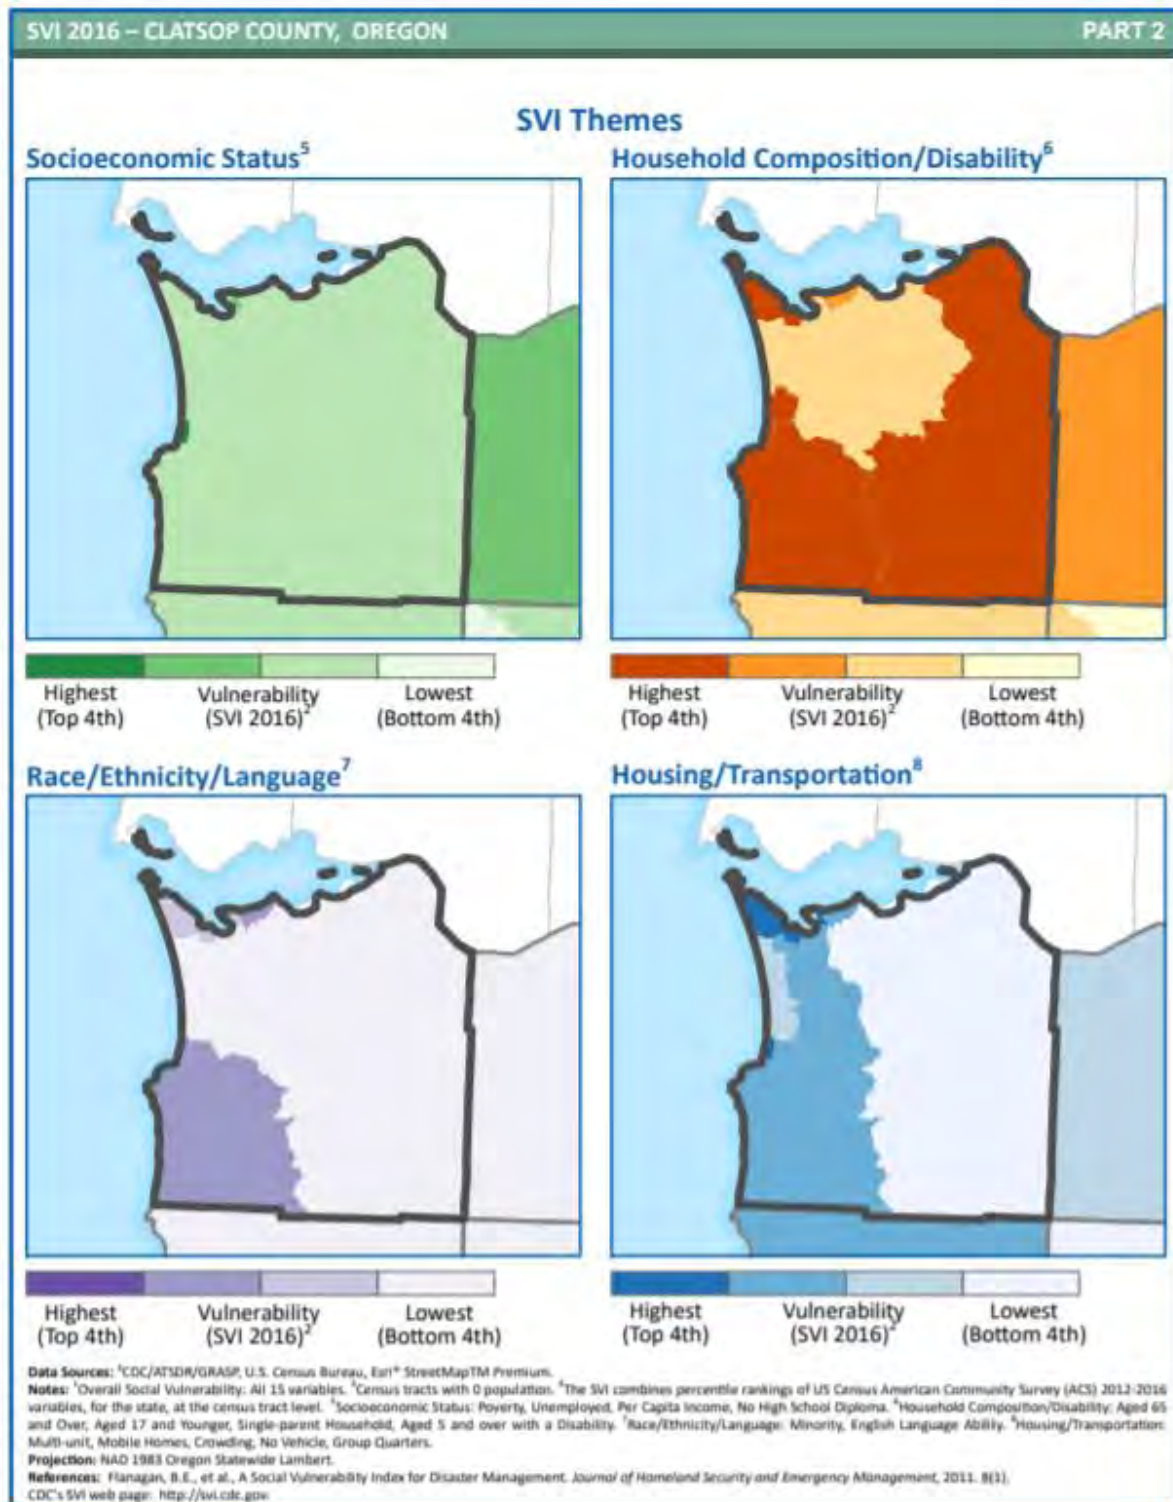 SVI 2016 – CLATSOP COUNTY, OREGON PART 2
SVI Themes
Socioeconomic Status⁵ Household Composition/Disability⁶
Highest (Top 4th) Vulnerability (SVI 2016)² Lowest (Bottom 4th)
Highest (Top 4th) Vulnerability (SVI 2016)² Lowest (Bottom 4th)
Race/Ethnicity/Language⁷ Housing/Transportation⁸
Highest (Top 4th) Vulnerability (SVI 2016)² Lowest (Bottom 4th)
Highest (Top 4th) Vulnerability (SVI 2016)² Lowest (Bottom 4th)
Data Sources: CDC/ATSDR/GRASP, U.S. Census Bureau, Esri® StreetMapTM Premium.
Notes: ¹Overall Social Vulnerability: All 15 variables. ³Census tracts with 0 population. ⁴The SVI combines percentile rankings of US Census American Community Survey (ACS) 2012-2016
variables, for the state, at the census tract level. ⁵Socioeconomic Status: Poverty, Unemployed, Per Capita Income, No High School Diploma. ⁶Household Composition/Disability: Aged 65
and Over, Aged 17 and Younger, Single-parent Household, Aged 5 and over with a Disability. ⁷Race/Ethnicity/Language: Minority, English Language Ability. ⁸Housing/Transportation:
Multi-unit, Mobile Homes, Crowding, No Vehicle, Group Quarters.
Projection: NAD 1983 Oregon Statewide Lambert.
References: Flanagan, B.E., et al., A Social Vulnerability Index for Disaster Management. Journal of Homeland Security and Emergency Management, 2011. 8(1).
CDC's SVI web page: http://svi.cdc.gov